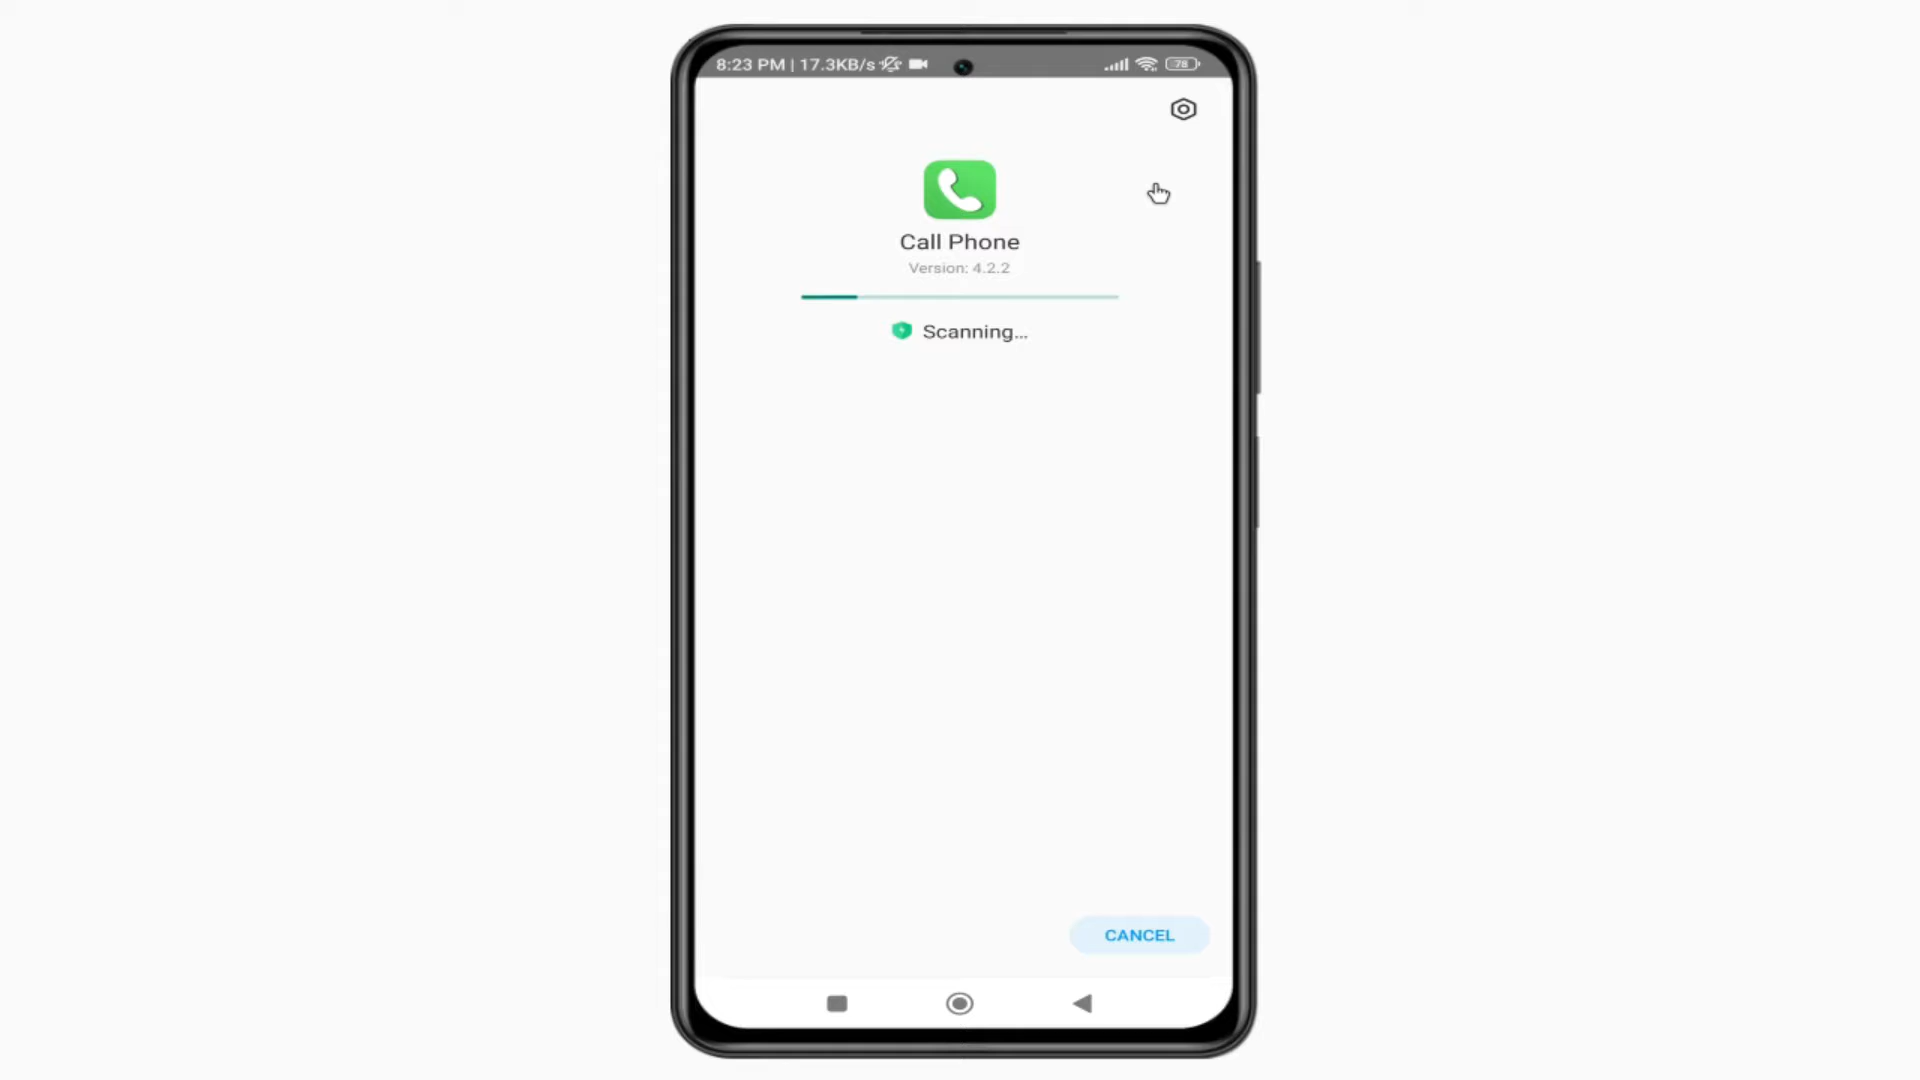 8:23 PM | 17.3KB/s
78
Call Phone
Version: 4.2.2
Scanning...
CANCEL